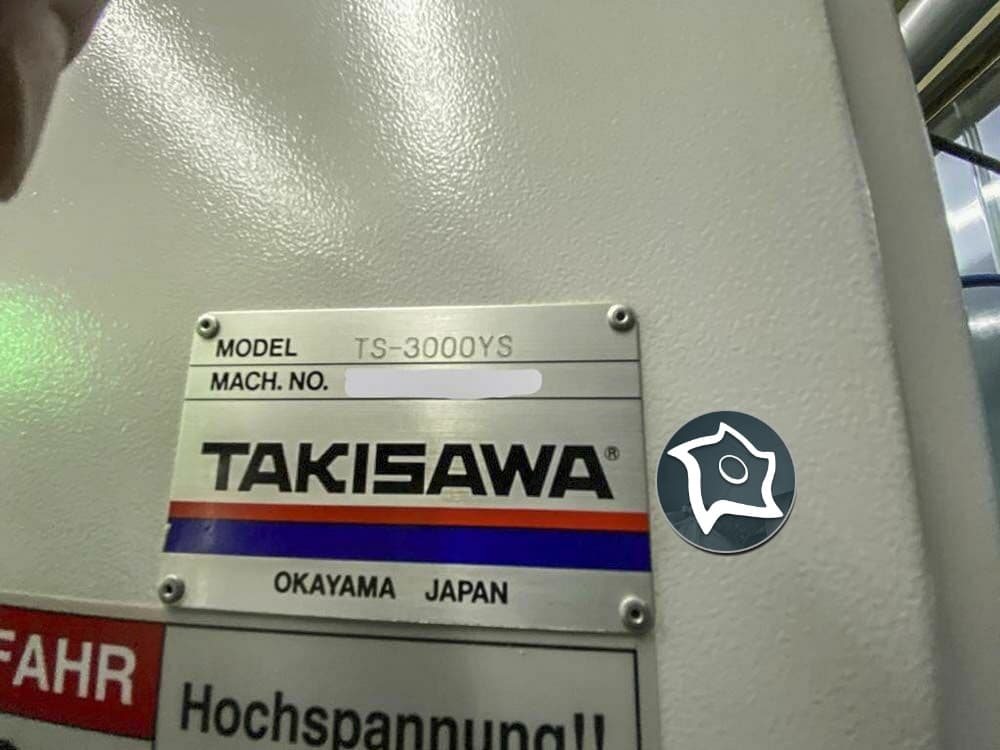 MODEL TS-3000YS
MACH. NO.
TAKISAWA®
OKAYAMA JAPAN
FAHR
Hochspannung!!